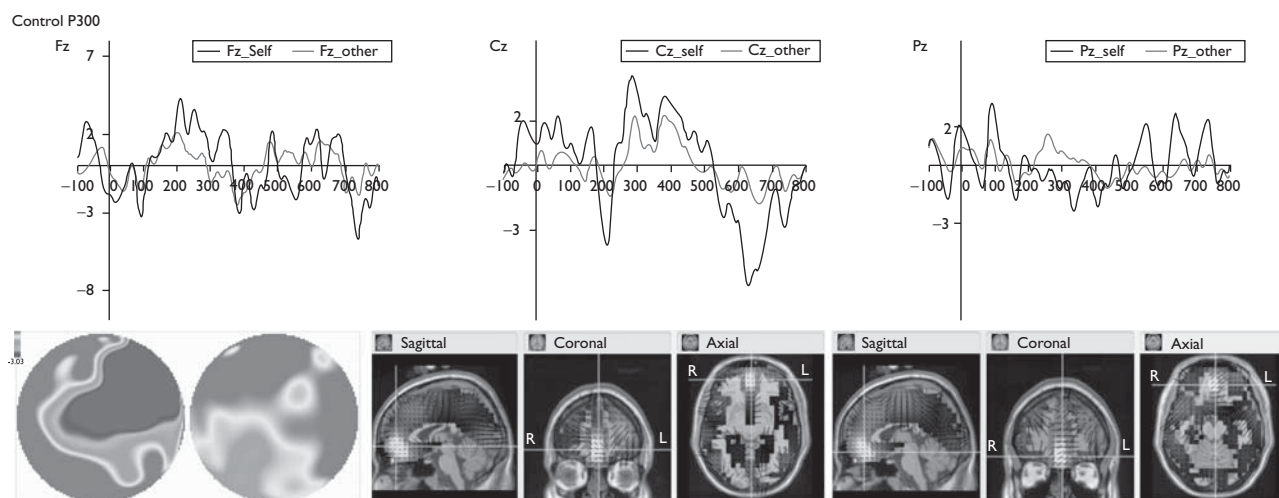 Control P300
Fz
Fz_Self Fz_other
7
2
−100 0 100 200 300 400 500 600 700 800
−3
−8
Cz
Cz_self Cz_other
2
−100 0 100 200 300 400 500 600 700 800
−3
Pz
Pz_self Pz_other
2
−100 0 100 200 300 400 500 600 700 800
−3
-3.03
Sagittal Coronal Axial
R L
R L
Sagittal Coronal Axial
R L
R L